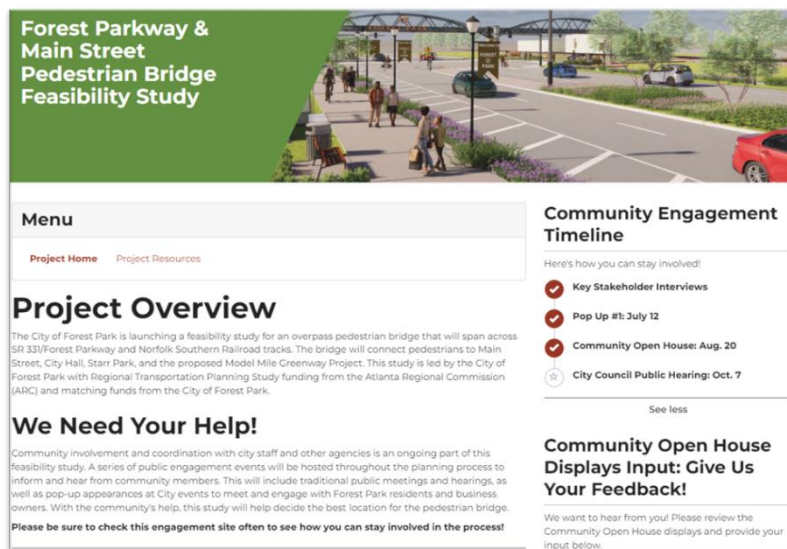 Forest Parkway &
Main Street
Pedestrian Bridge
Feasibility Study
FOREST
PARK
Menu
Project Home
Project Resources
Project Overview
The City of Forest Park is launching a feasibility study for an overpass pedestrian bridge that will span across
SR 331/Forest Parkway and Norfolk Southern Railroad tracks. The bridge will connect pedestrians to Main
Street, City Hall, Starr Park, and the proposed Model Mile Greenway Project. This study is led by the City of
Forest Park with Regional Transportation Planning Study funding from the Atlanta Regional Commission
(ARC) and matching funds from the City of Forest Park.
We Need Your Help!
Community involvement and coordination with city staff and other agencies is an ongoing part of this
feasibility study. A series of public engagement events will be hosted throughout the planning process to
inform and hear from community members. This will include traditional public meetings and hearings, as
well as pop-up appearances at City events to meet and engage with Forest Park residents and business
owners. With the community's help, this study will help decide the best location for the pedestrian bridge.
Please be sure to check this engagement site often to see how you can stay involved in the process!
Community Engagement
Timeline
Here's how you can stay involved!
Key Stakeholder Interviews
Pop Up #1: July 12
Community Open House: Aug. 20
City Council Public Hearing: Oct. 7
See less
Community Open House
Displays Input: Give Us
Your Feedback!
We want to hear from you! Please review the
Community Open House displays and provide your
input below.